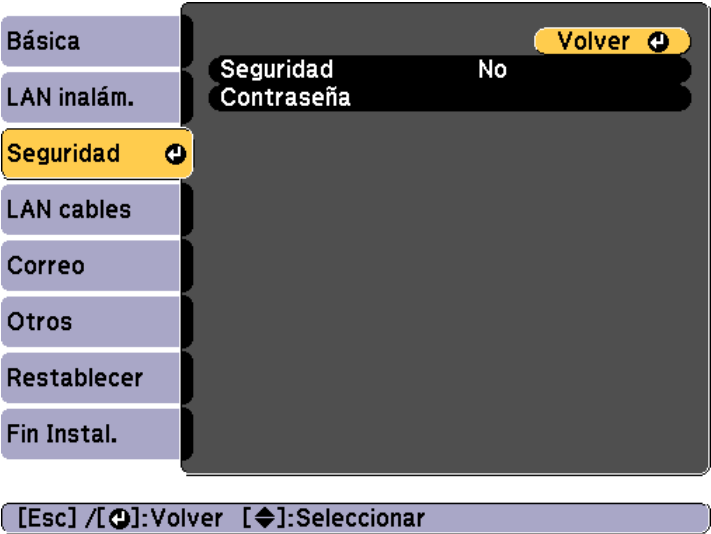 Básica
LAN inalám.
Seguridad
LAN cables
Correo
Otros
Restablecer
Fin Instal.
Volver
Seguridad No
Contraseña
[Esc] /[⏎]:Volver [◆]:Seleccionar